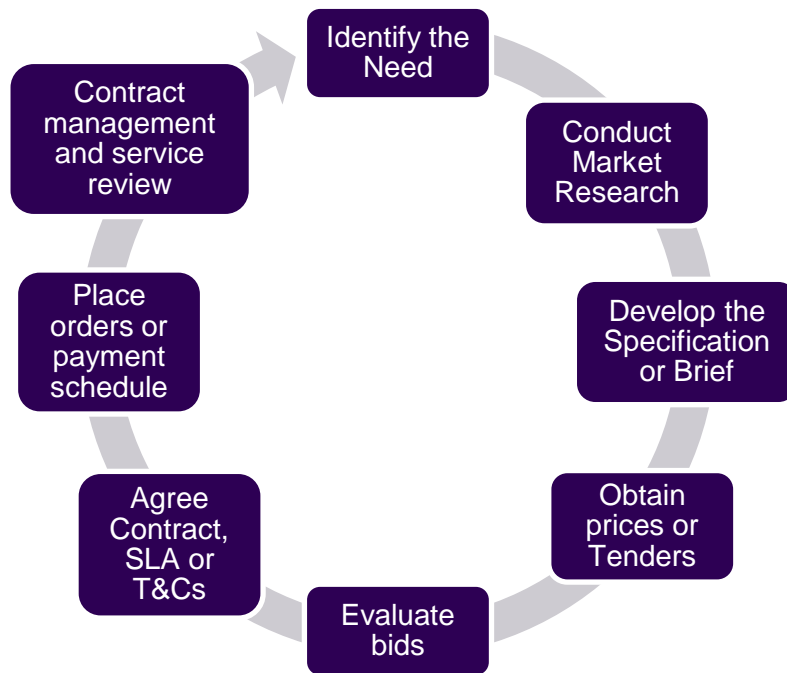 Identify the
Need
Conduct
Market
Research
Develop the
Specification
or Brief
Obtain
prices or
Tenders
Evaluate
bids
Agree
Contract,
SLA or
T&Cs
Place
orders or
payment
schedule
Contract
management
and service
review